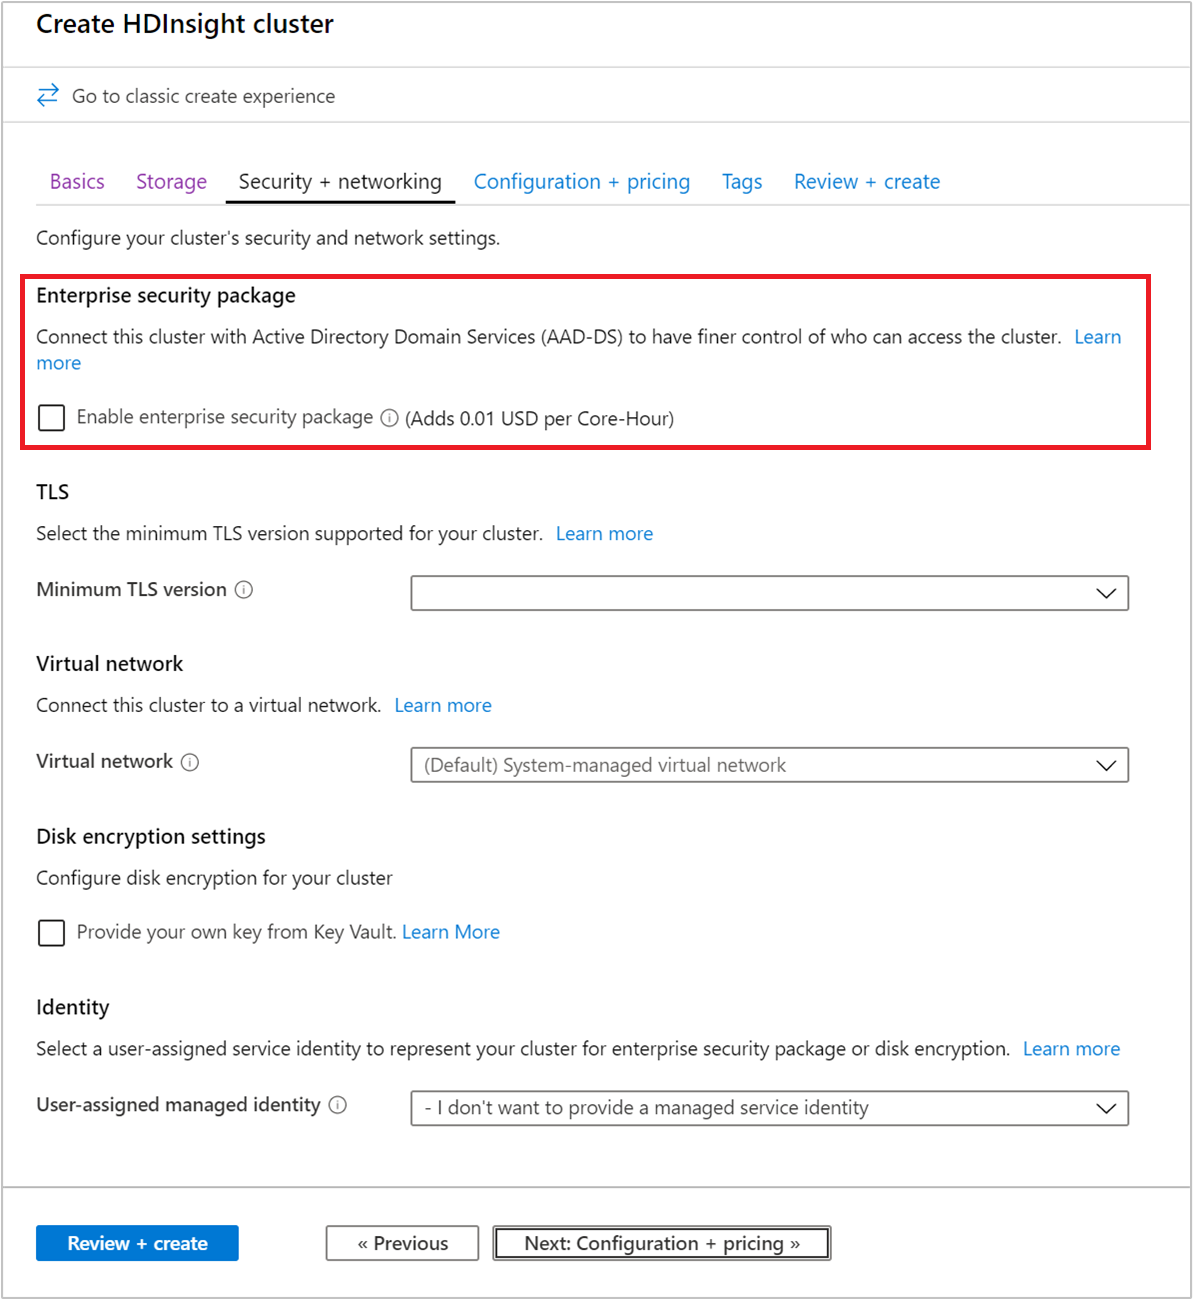 Create HDInsight cluster
Go to classic create experience
Basics Storage Security + networking Configuration + pricing Tags Review + create
Configure your cluster's security and network settings.
Enterprise security package
Connect this cluster with Active Directory Domain Services (AAD-DS) to have finer control of who can access the cluster. Learn
more
Enable enterprise security package (Adds 0.01 USD per Core-Hour)
TLS
Select the minimum TLS version supported for your cluster. Learn more
Minimum TLS version
Virtual network
Connect this cluster to a virtual network. Learn more
Virtual network (Default) System-managed virtual network
Disk encryption settings
Configure disk encryption for your cluster
Provide your own key from Key Vault. Learn More
Identity
Select a user-assigned service identity to represent your cluster for enterprise security package or disk encryption. Learn more
User-assigned managed identity - I don't want to provide a managed service identity
Review + create « Previous Next: Configuration + pricing »